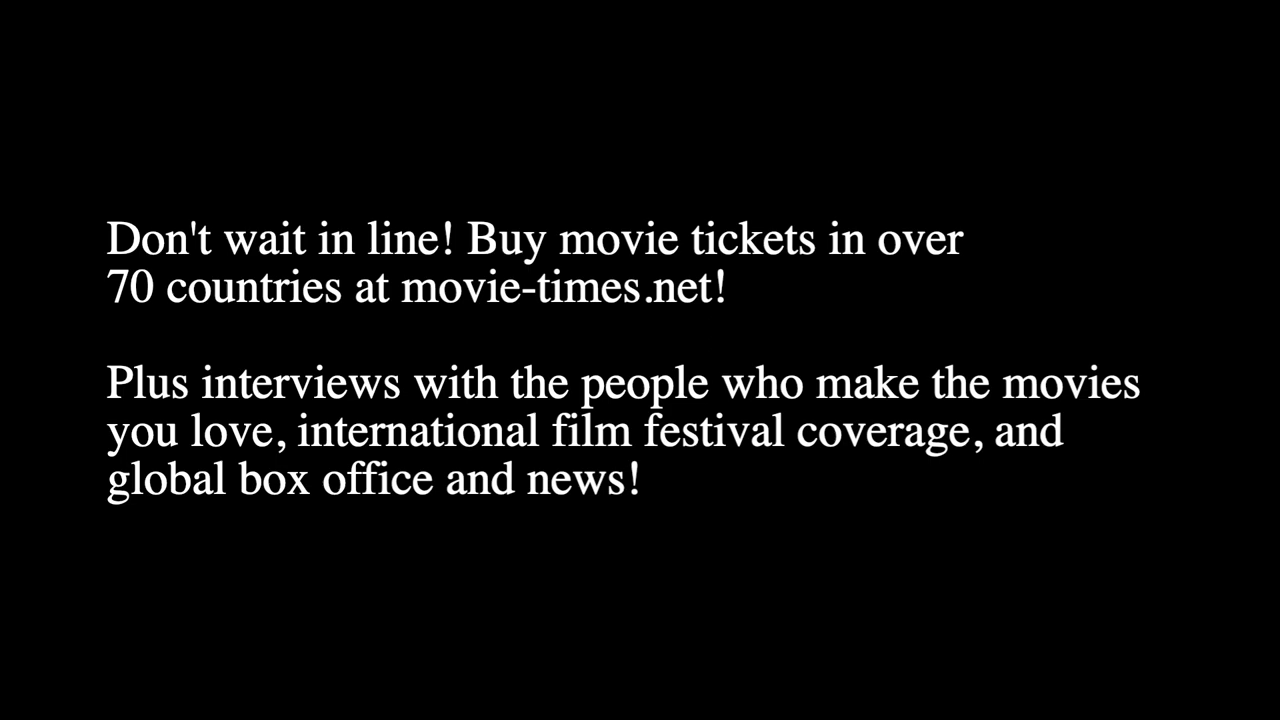 Don't wait in line! Buy movie tickets in over
70 countries at movie-times.net!
Plus interviews with the people who make the movies
you love, international film festival coverage, and
global box office and news!